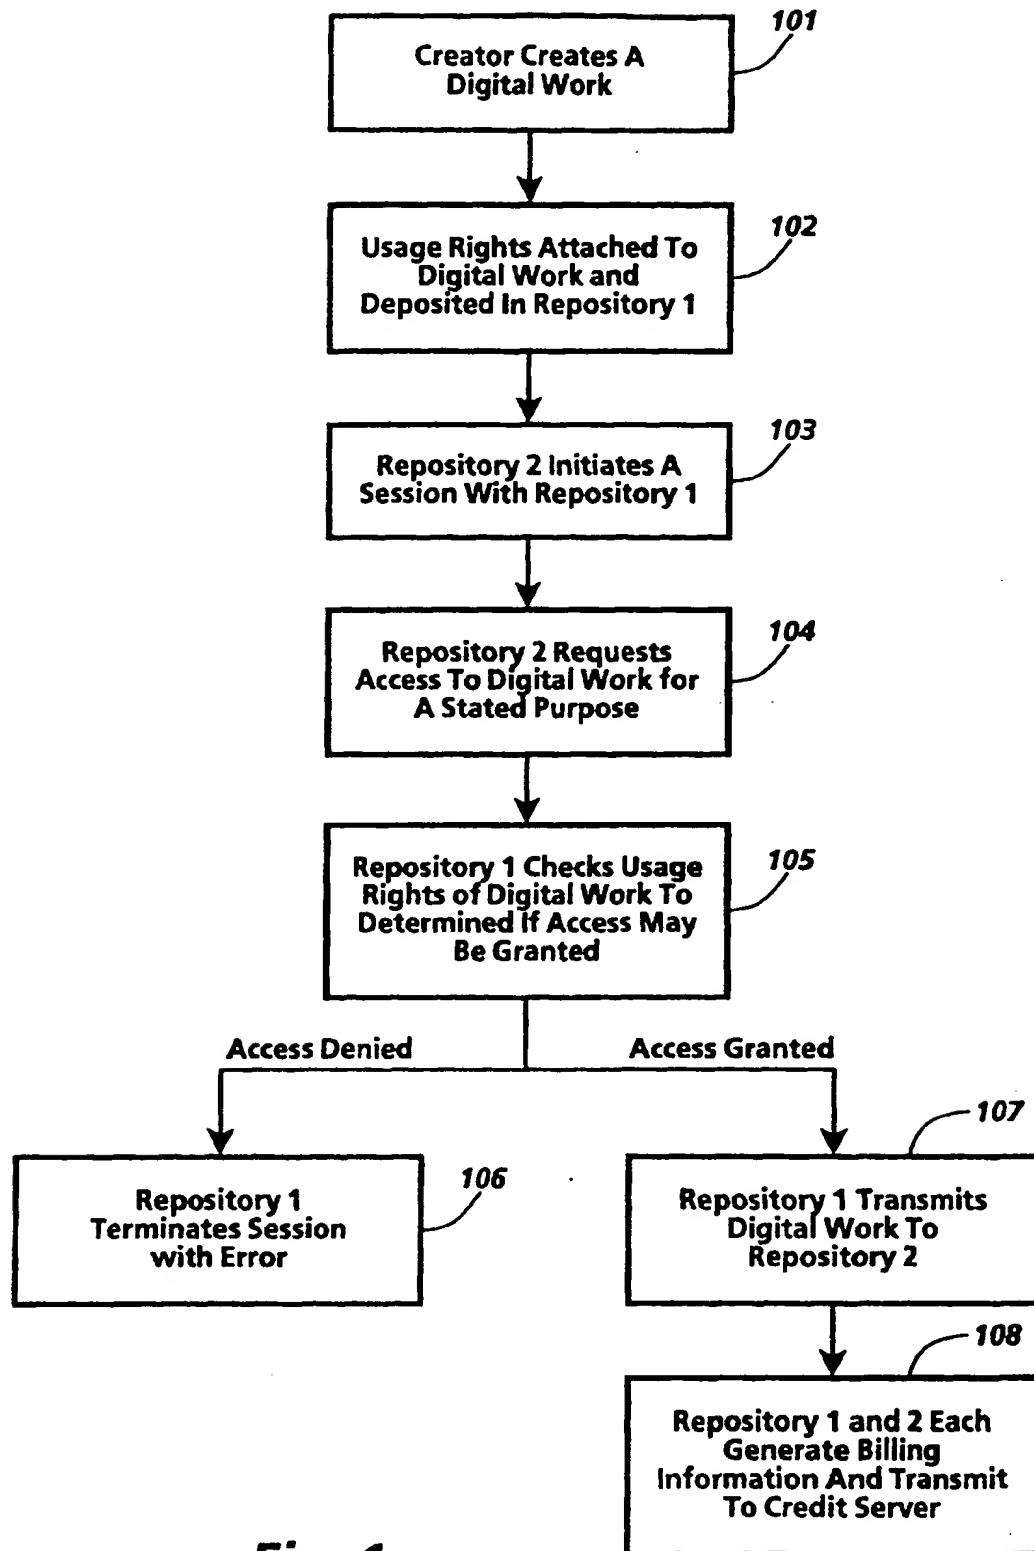 101
Creator Creates A
Digital Work
102
Usage Rights Attached To
Digital Work and
Deposited In Repository 1
103
Repository 2 Initiates A
Session With Repository 1
104
Repository 2 Requests
Access To Digital Work for
A Stated Purpose
105
Repository 1 Checks Usage
Rights of Digital Work To
Determined If Access May
Be Granted
Access Denied
Access Granted
106
Repository 1
Terminates Session
with Error
107
Repository 1 Transmits
Digital Work To
Repository 2
108
Repository 1 and 2 Each
Generate Billing
Information And Transmit
To Credit Server